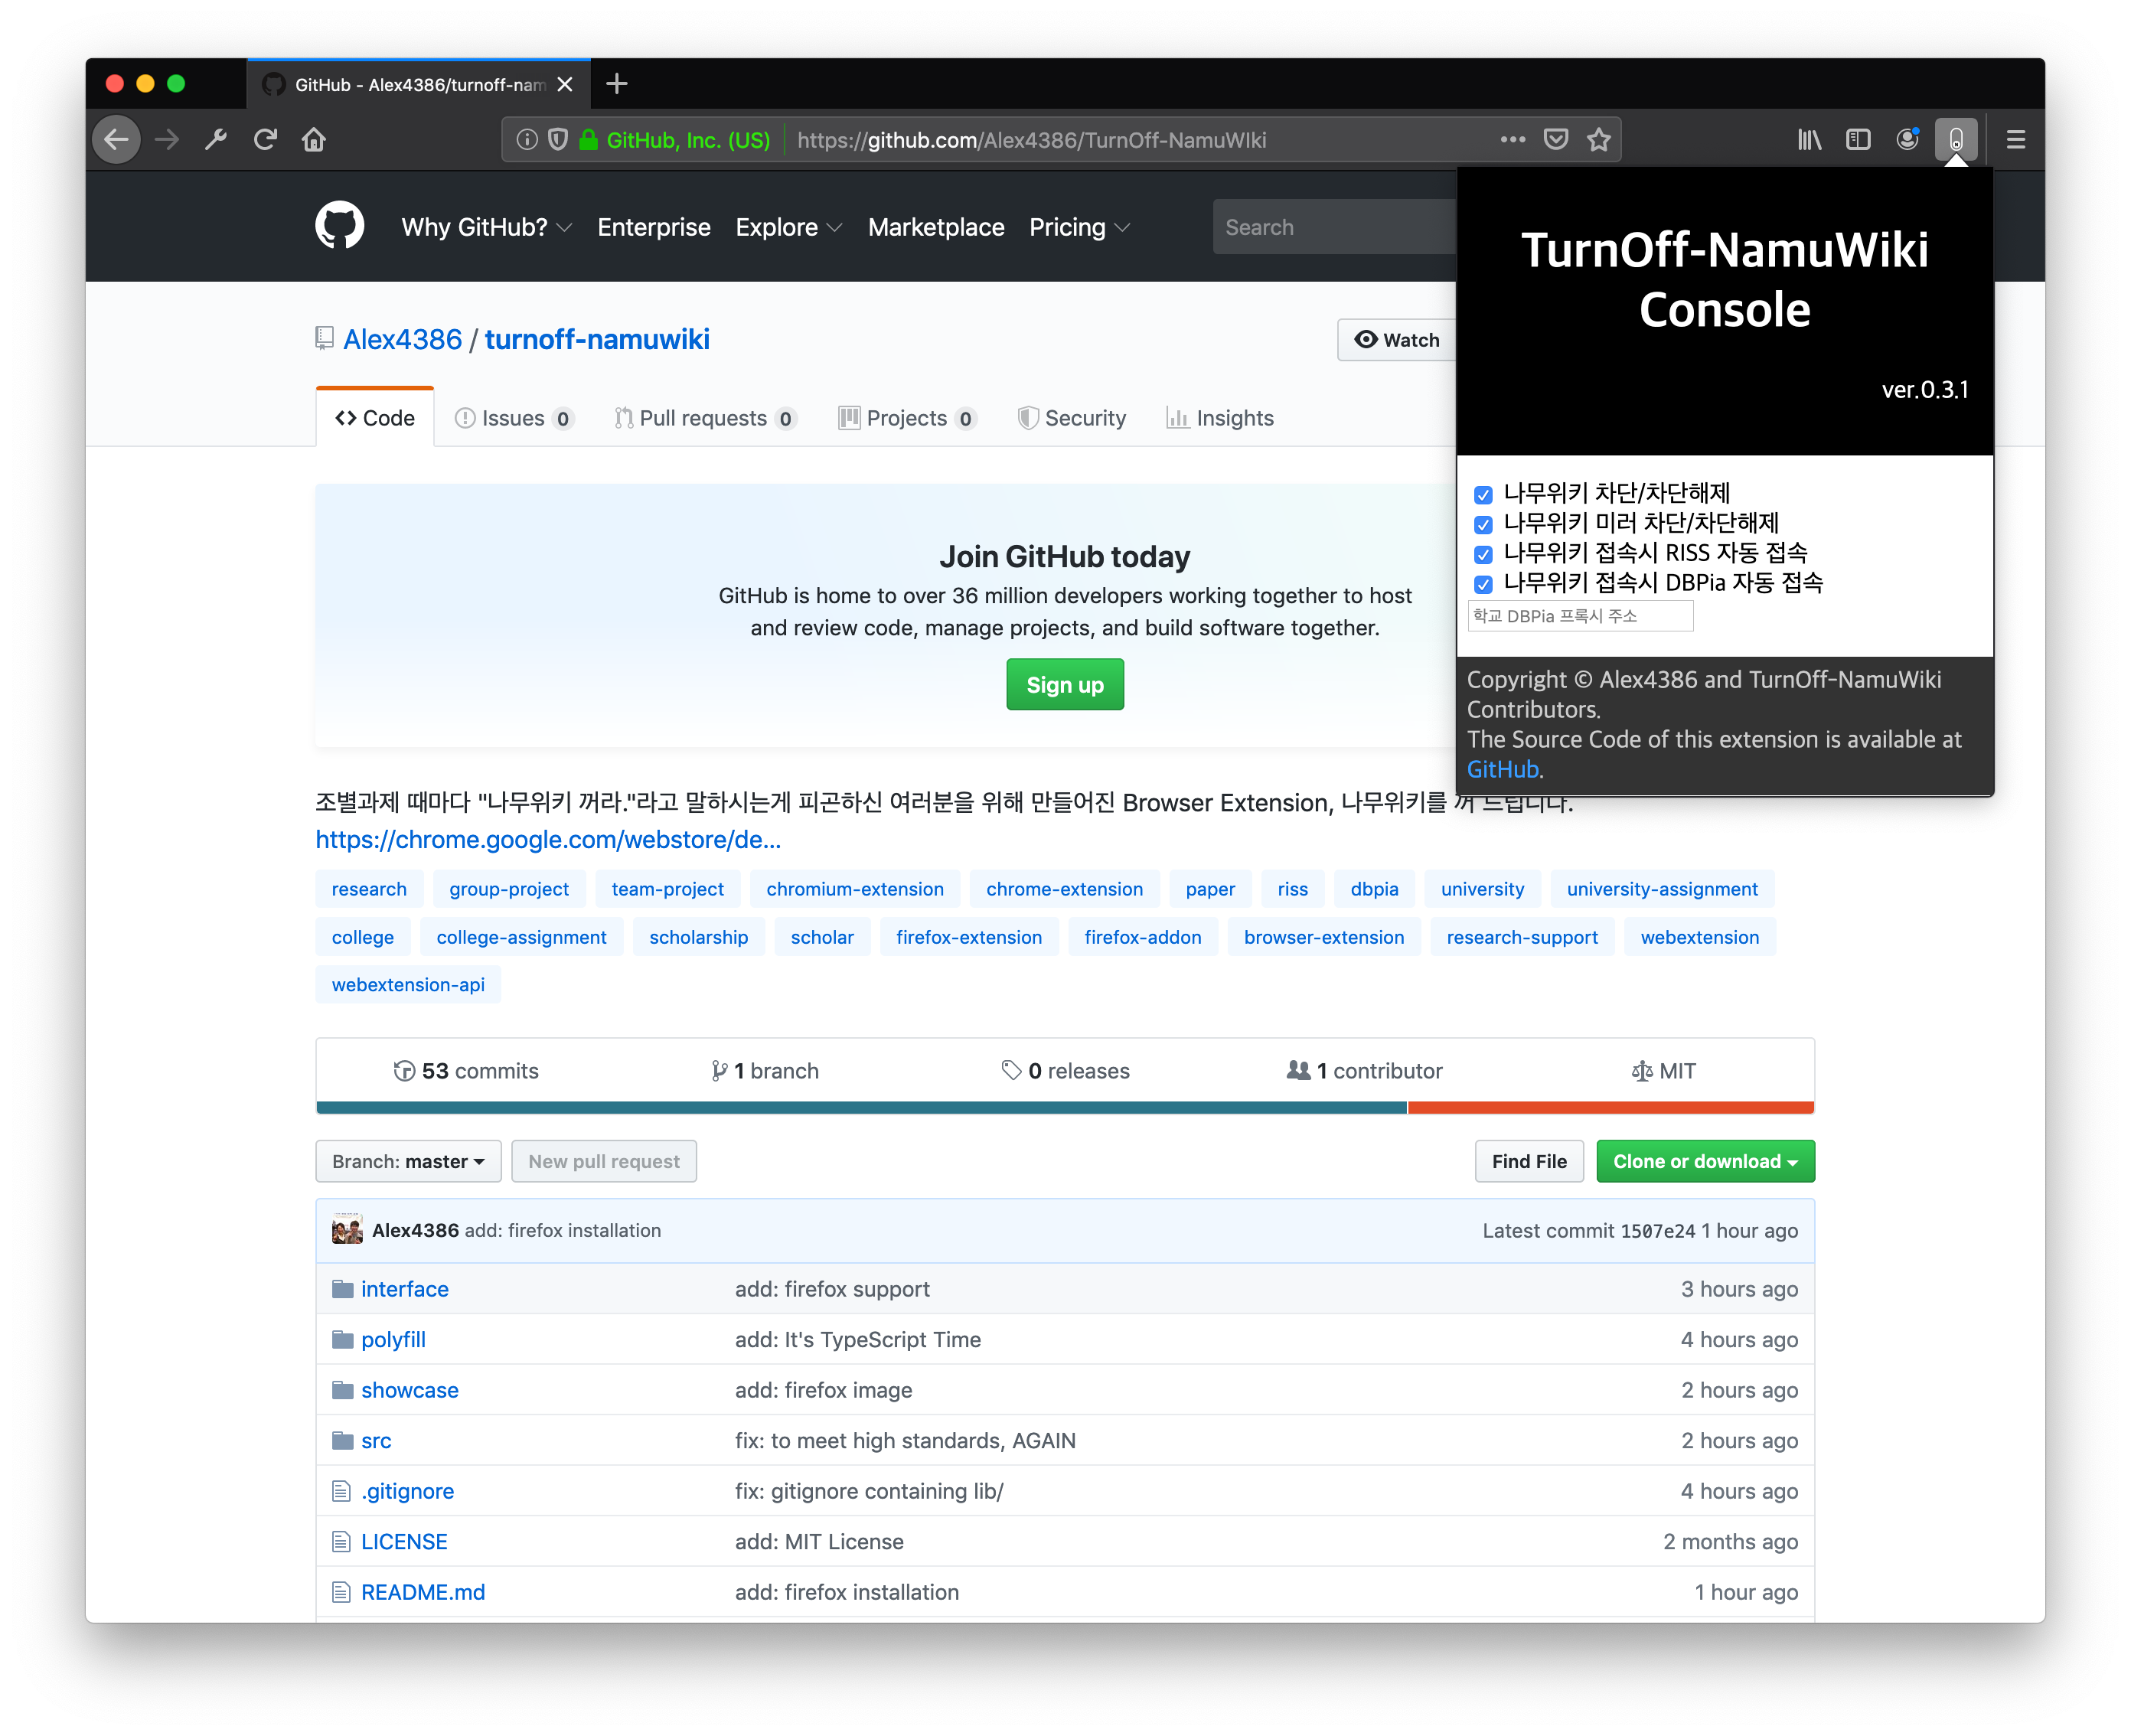 GitHub - Alex4386/turnoff-nam
GitHub, Inc. (US) https://github.com/Alex4386/TurnOff-NamuWIki
Why GitHub? Enterprise Explore Marketplace Pricing Search
TurnOff-NamuWiki
Console
ver.0.3.1
나무위키 차단/차단해제
나무위키 미러 차단/차단해제
나무위키 접속시 RISS 자동 접속
나무위키 접속시 DBPia 자동 접속
학교 DBPia 프록시 주소
Copyright © Alex4386 and TurnOff-NamuWiki
Contributors.
The Source Code of this extension is available at
GitHub.
Alex4386 / turnoff-namuwiki
Watch
Code Issues 0 Pull requests 0 Projects 0 Security Insights
Join GitHub today
GitHub is home to over 36 million developers working together to host
and review code, manage projects, and build software together.
Sign up
조별과제 때마다 "나무위키 꺼라."라고 말하시는게 피곤하신 여러분을 위해 만들어진 Browser Extension, 나무위키를 꺼 드립니다.
https://chrome.google.com/webstore/de...
research group-project team-project chromium-extension chrome-extension paper riss dbpia university university-assignment
college college-assignment scholarship scholar firefox-extension firefox-addon browser-extension research-support webextension
webextension-api
53 commits 1 branch 0 releases 1 contributor MIT
Branch: master New pull request Find File Clone or download
Alex4386 add: firefox installation Latest commit 1507e24 1 hour ago
interface add: firefox support 3 hours ago
polyfill add: It's TypeScript Time 4 hours ago
showcase add: firefox image 2 hours ago
src fix: to meet high standards, AGAIN 2 hours ago
.gitignore fix: gitignore containing lib/ 4 hours ago
LICENSE add: MIT License 2 months ago
README.md add: firefox installation 1 hour ago